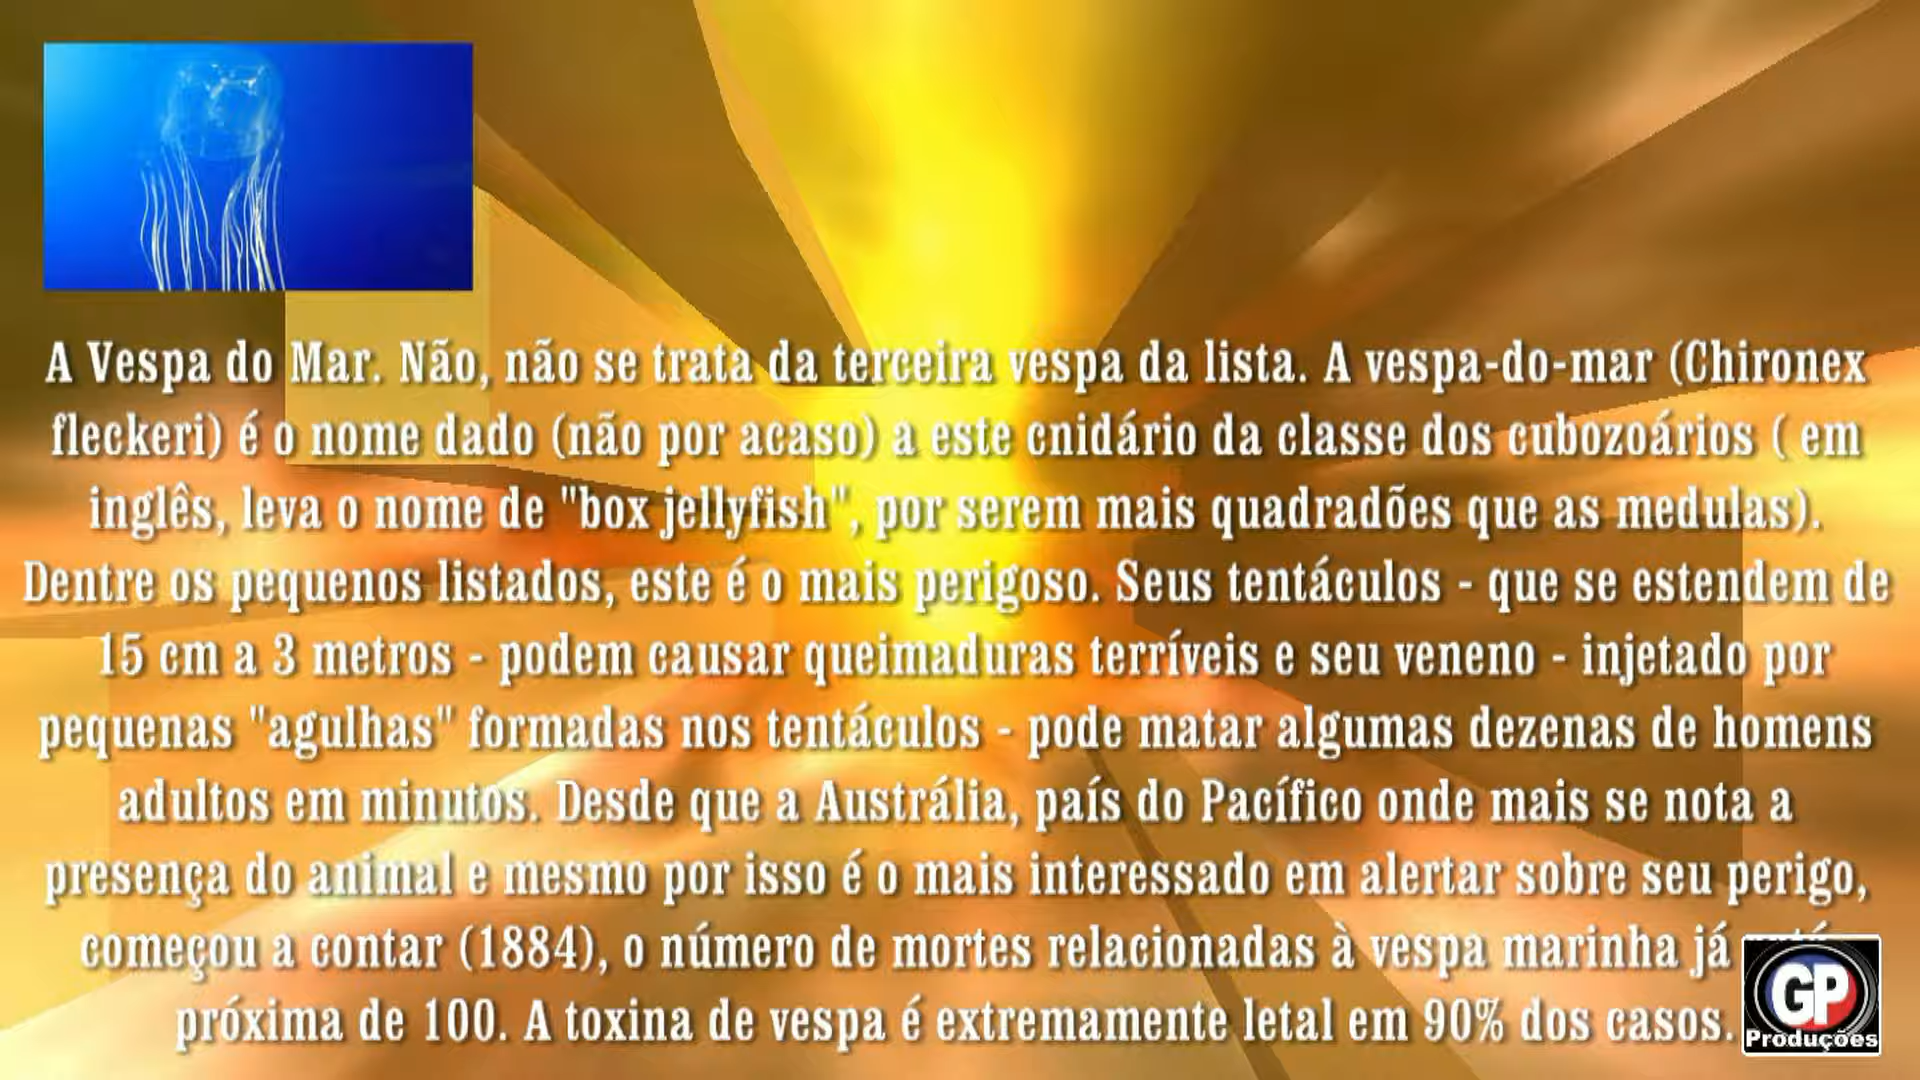 A Vespa do Mar. Não, não se trata da terceira vespa da lista. A vespa-do-mar (Chironex
fleckeri) é o nome dado (não por acaso) a este cnidário da classe dos cubozoários ( em
inglês, leva o nome de "box jellyfish", por serem mais quadradões que as medulas).
Dentre os pequenos listados, este é o mais perigoso. Seus tentáculos - que se estendem de
15 cm a 3 metros - podem causar queimaduras terríveis e seu veneno - injetado por
pequenas "agulhas" formadas nos tentáculos - pode matar algumas dezenas de homens
adultos em minutos. Desde que a Austrália, país do Pacífico onde mais se nota a
presença do animal e mesmo por isso é o mais interessado em alertar sobre seu perigo,
começou a contar (1884), o número de mortes relacionadas à vespa marinha já
próxima de 100. A toxina de vespa é extremamente letal em 90% dos casos.
GP
Produções